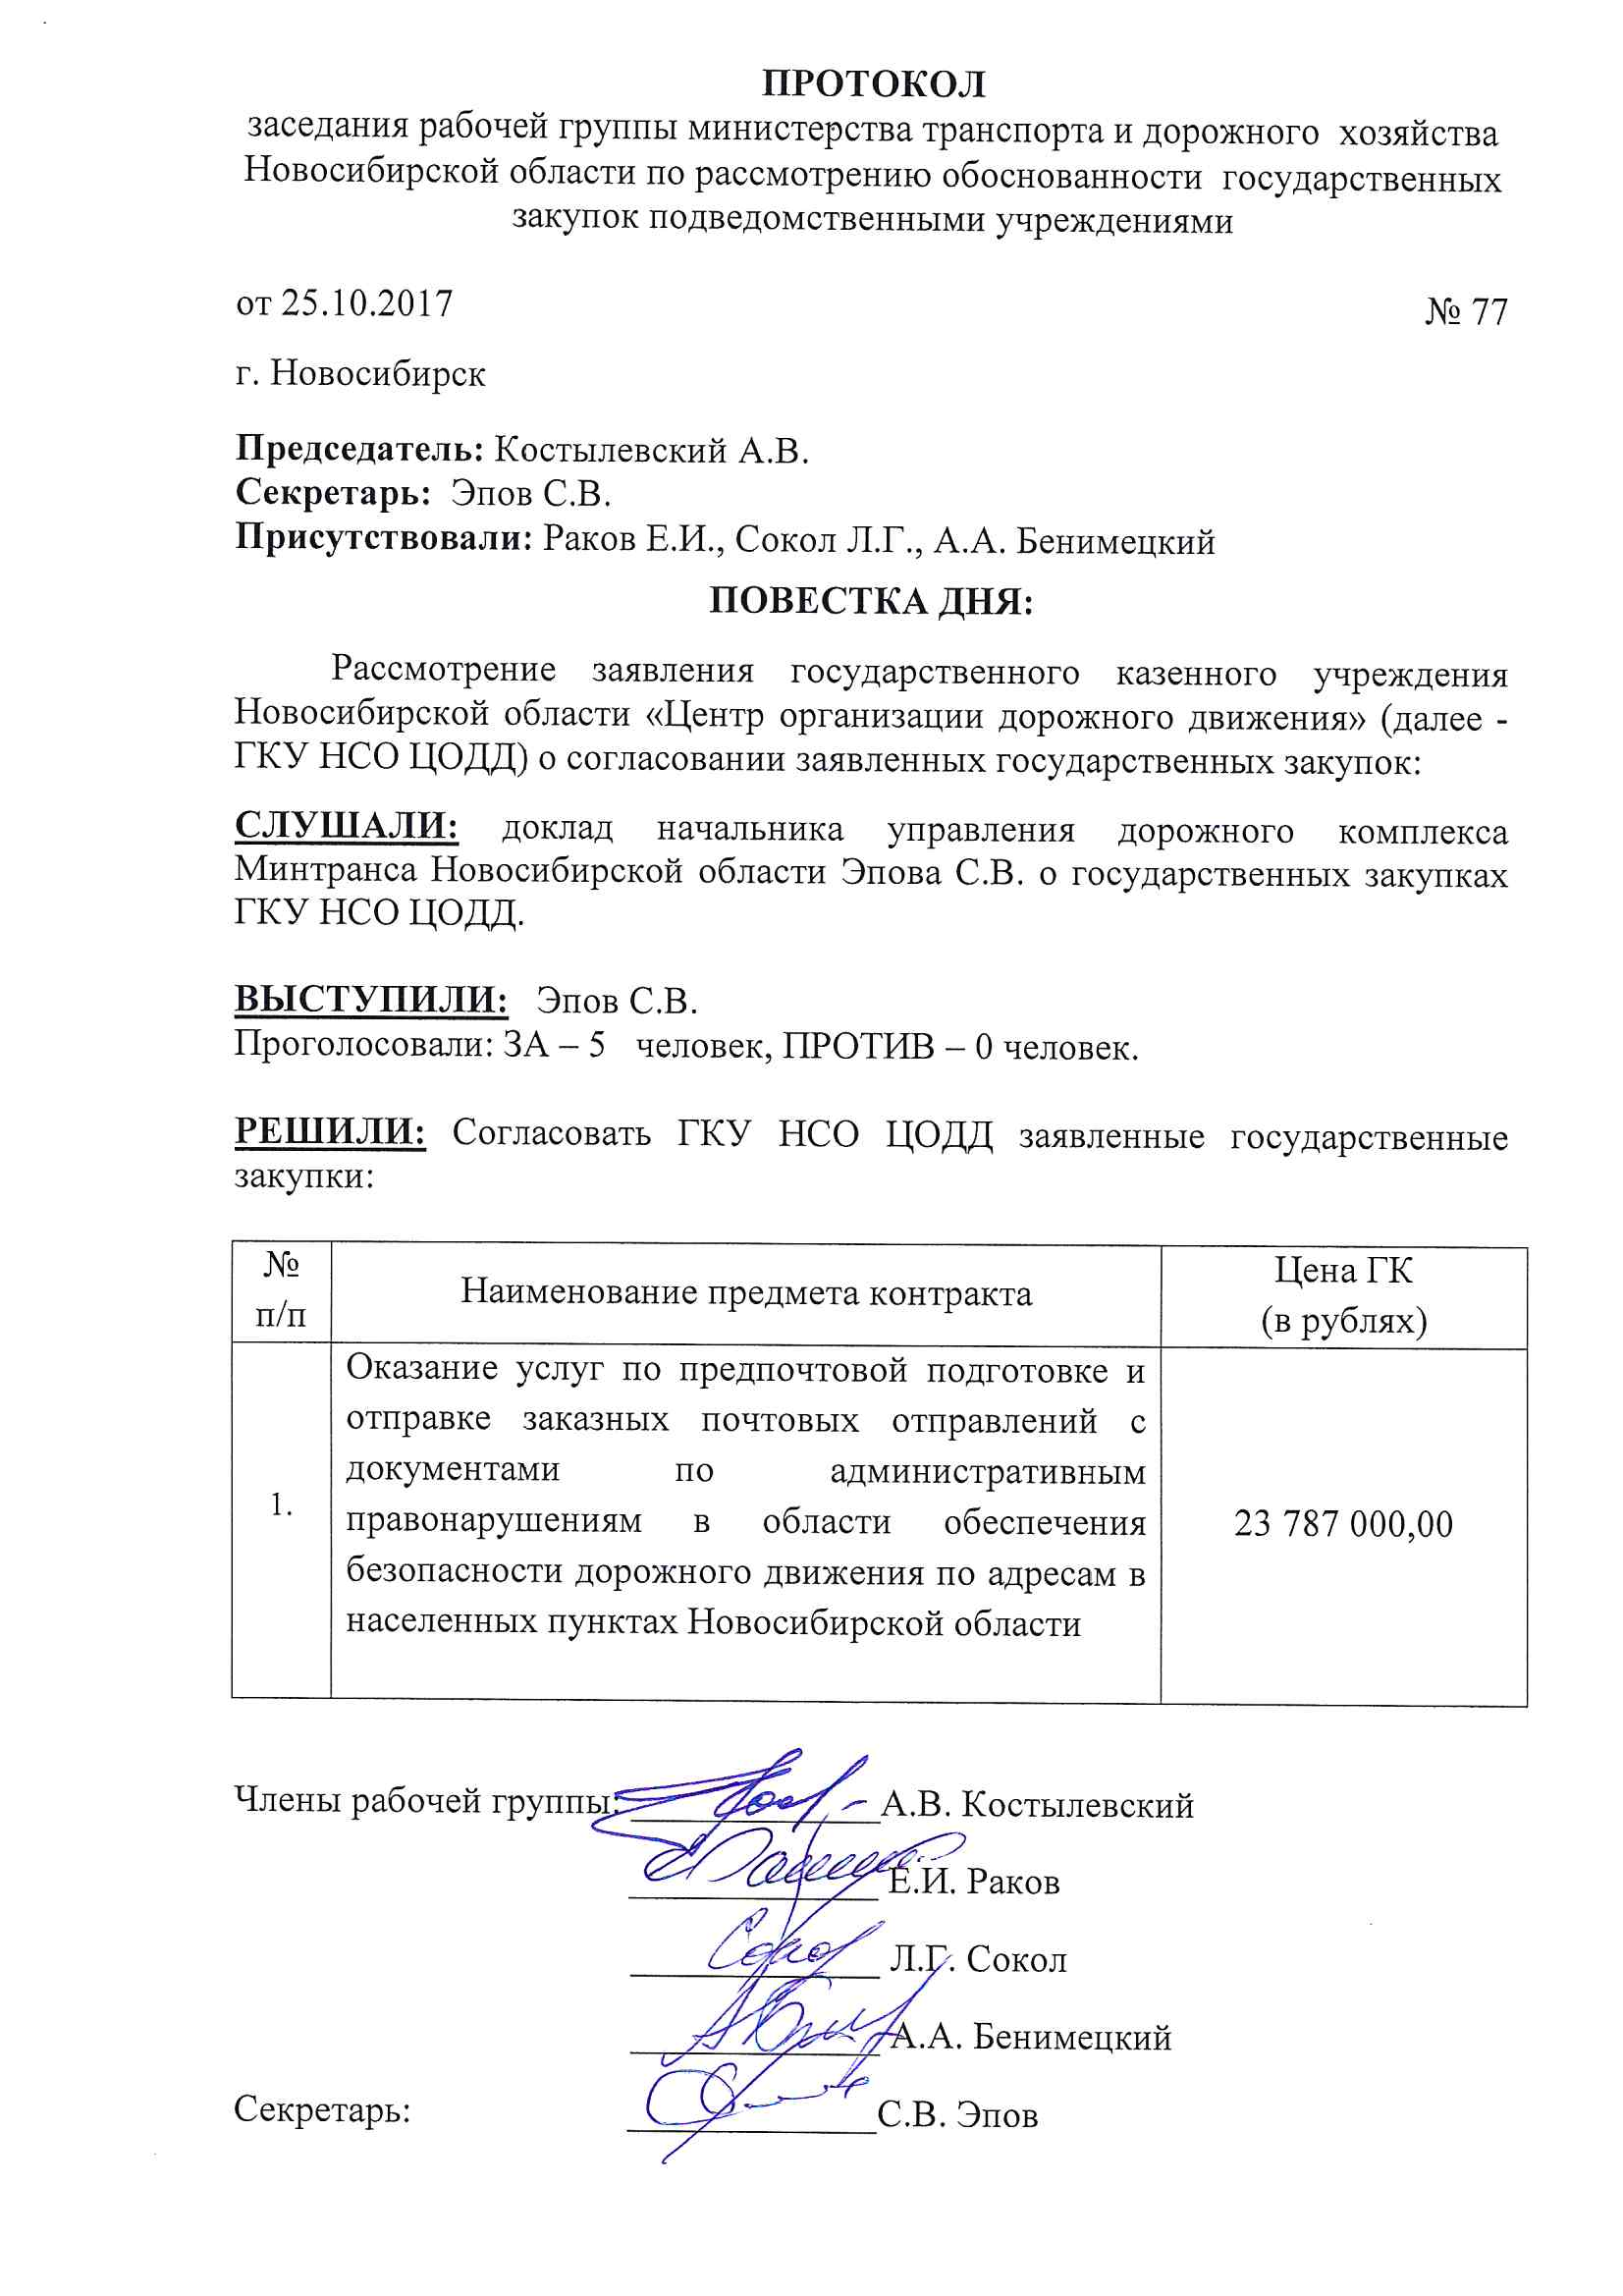 ПРОТОКОЛ
заседания рабочей группы министерства транспорта и дорожного хозяйства
Новосибирской области по рассмотрению обоснованности государственных
закупок подведомственными учреждениями
от 25.10.2017 № 77
г. Новосибирск
Председатель: Костылевский А.В.
Секретарь: Эпов С.В.
Присутствовали: Раков Е.И., Сокол Л.Г., А.А. Бенимецкий
ПОВЕСТКА ДНЯ:
Рассмотрение заявления государственного казенного учреждения
Новосибирской области «Центр организации дорожного движения» (далее -
ГКУ НСО ЦОДД) о согласовании заявленных государственных закупок:
СЛУШАЛИ: доклад начальника управления дорожного комплекса
Минтранса Новосибирской области Эпова С.В. о государственных закупках
ГКУ НСО ЦОДД.
ВЫСТУПИЛИ: Эпов С.В.
Проголосовали: ЗА – 5 человек, ПРОТИВ – 0 человек.
РЕШИЛИ: Согласовать ГКУ НСО ЦОДД заявленные государственные
закупки:
№
п/п
Наименование предмета контракта
Цена ГК
(в рублях)
1.
Оказание услуг по предпочтовой подготовке и
отправке заказных почтовых отправлений с
документами по административным
правонарушениям в области обеспечения
безопасности дорожного движения по адресам в
населенных пунктах Новосибирской области
23 787 000,00
Члены рабочей группы: А.В. Костылевский
Е.И. Раков
Л.Г. Сокол
А.А. Бенимецкий
Секретарь: С.В. Эпов